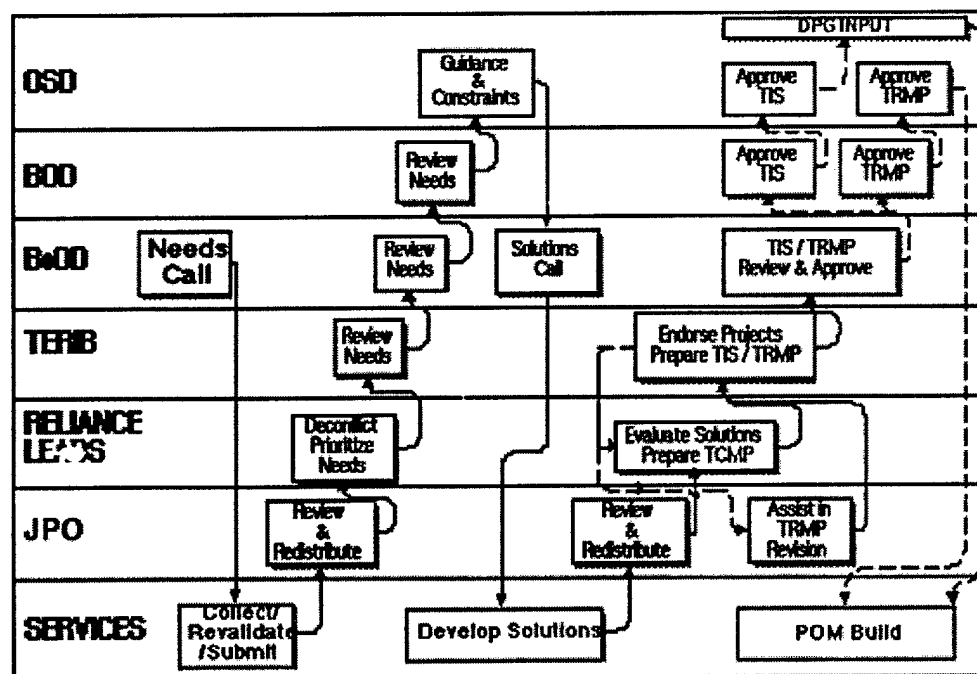 DPG INPUT
OSD
Guidance
&
Constraints
Approve
TIS
Approve
TRMP
BOD
Review
Needs
Approve
TIS
Approve
TRMP
BoOD
Needs
Call
Review
Needs
Solutions
Call
TIS / TRMP
Review & Approve
TERIB
Review
Needs
Endorse Projects
Prepare TIS / TRMP
RELIANCE
LEADS
Deconflict
Prioritize
Needs
Evaluate Solutions
Prepare TCMP
JPO
Review
&
Redistribute
Review
&
Redistribute
Assist in
TRMP
Revision
SERVICES
Collect/
Revalidate
/Submit
Develop Solutions
POM Build